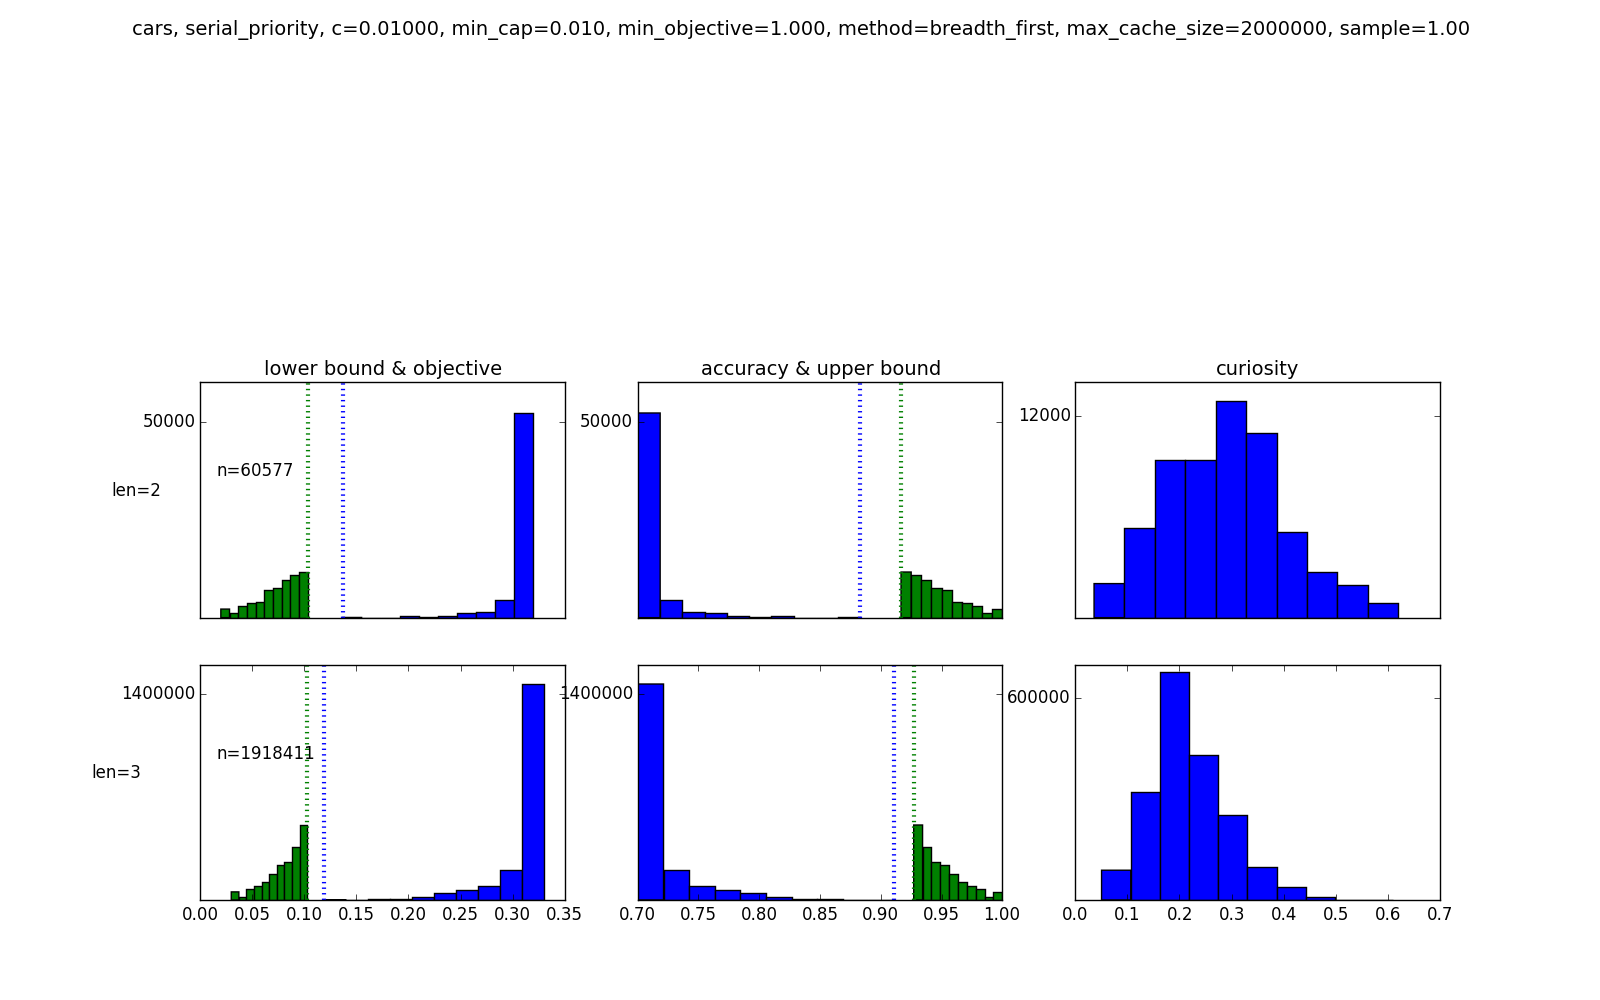 cars, serial_priority, c=0.01000, min_cap=0.010, min_objective=1.000, method=breadth_first, max_cache_size=2000000, sample=1.00
lower bound & objective
accuracy & upper bound
curiosity
50000
50000
12000
n=60577
len=2
1400000
1400000
600000
n=1918411
len=3
0.00 0.05 0.10 0.15 0.20 0.25 0.30 0.35
0.70 0.75 0.80 0.85 0.90 0.95 1.00
0.0 0.1 0.2 0.3 0.4 0.5 0.6 0.7